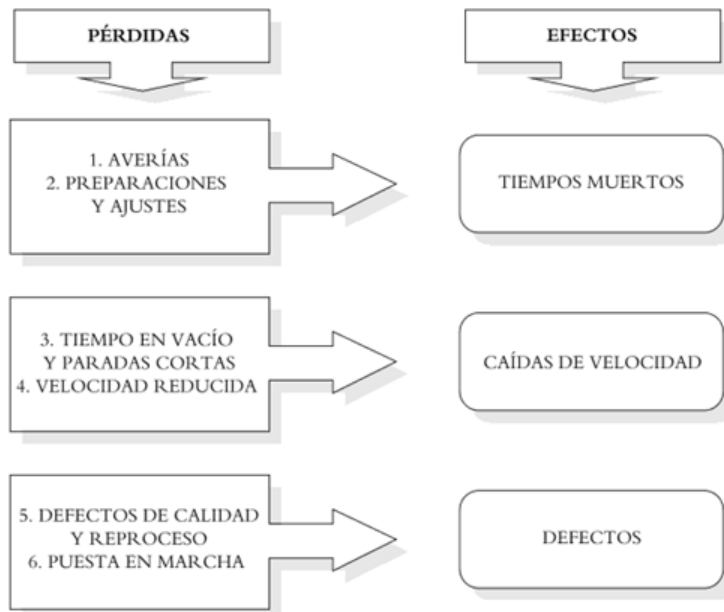 PÉRDIDAS
EFECTOS
1. AVERÍAS
2. PREPARACIONES
Y AJUSTES
TIEMPOS MUERTOS
3. TIEMPO EN VACÍO
Y PARADAS CORTAS
4. VELOCIDAD REDUCIDA
CAÍDAS DE VELOCIDAD
5. DEFECTOS DE CALIDAD
Y REPROCESO
6. PUESTA EN MARCHA
DEFECTOS